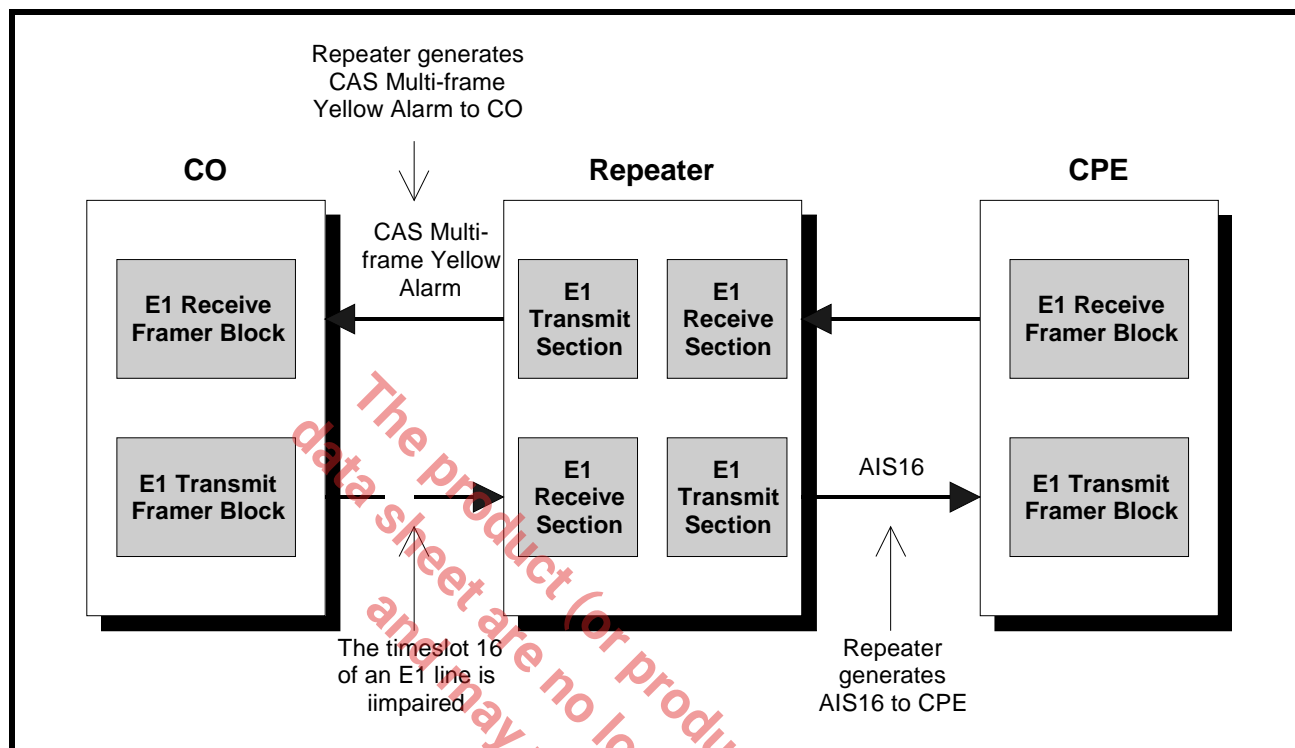 Repeater generates
CAS Multi-frame
Yellow Alarm to CO
CO
Repeater
CPE
CAS Multi-
frame Yellow
Alarm
E1 Receive
Framer Block
E1
Transmit
Section
E1
Receive
Section
E1 Receive
Framer Block
E1 Transmit
Framer Block
E1
Receive
Section
E1
Transmit
Section
AIS16
E1 Transmit
Framer Block
The timeslot 16
of an E1 line is
iimpaired
Repeater
generates
AIS16 to CPE
The product (or produ
data sheet are no lo
and may